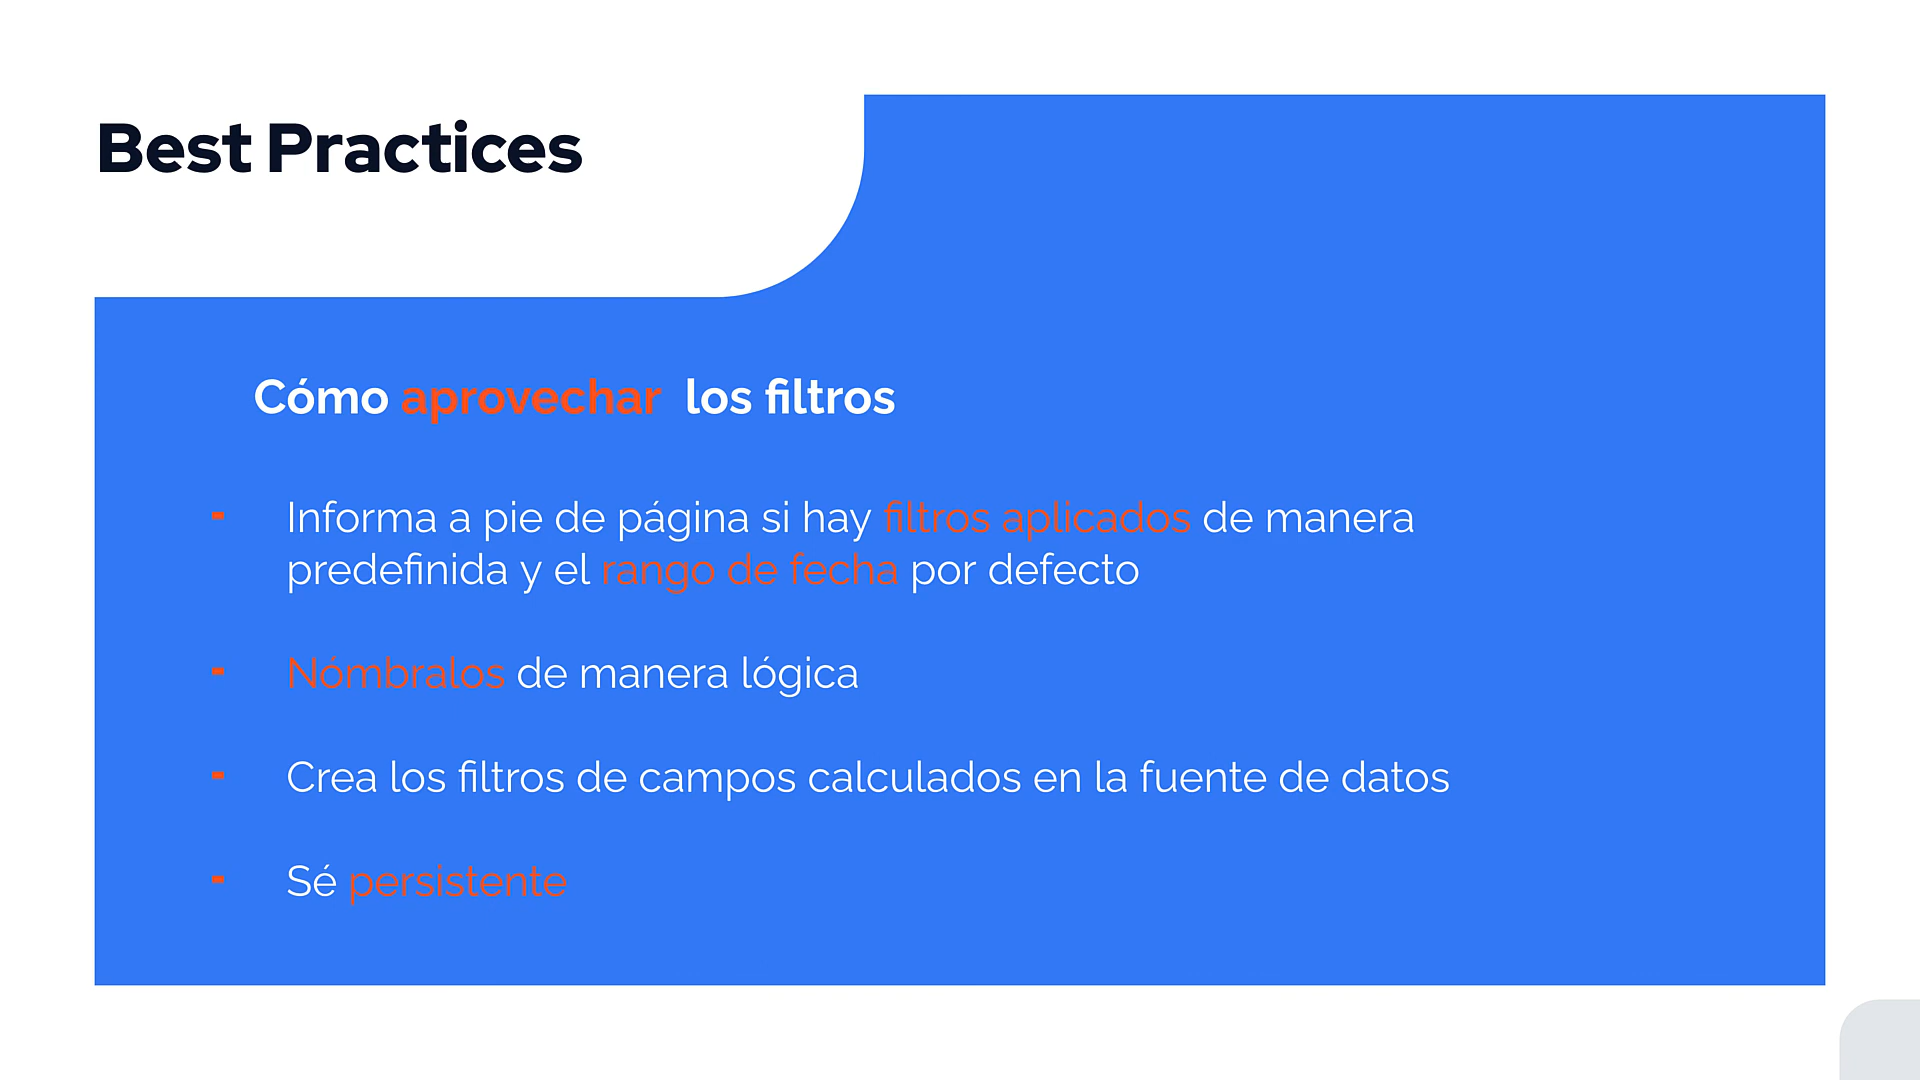 Best Practices
Cómo aprovechar los filtros
- Informa a pie de página si hay filtros aplicados de manera
predefinida y el rango de fecha por defecto
- Nómbralos de manera lógica
- Crea los filtros de campos calculados en la fuente de datos
- Sé persistente